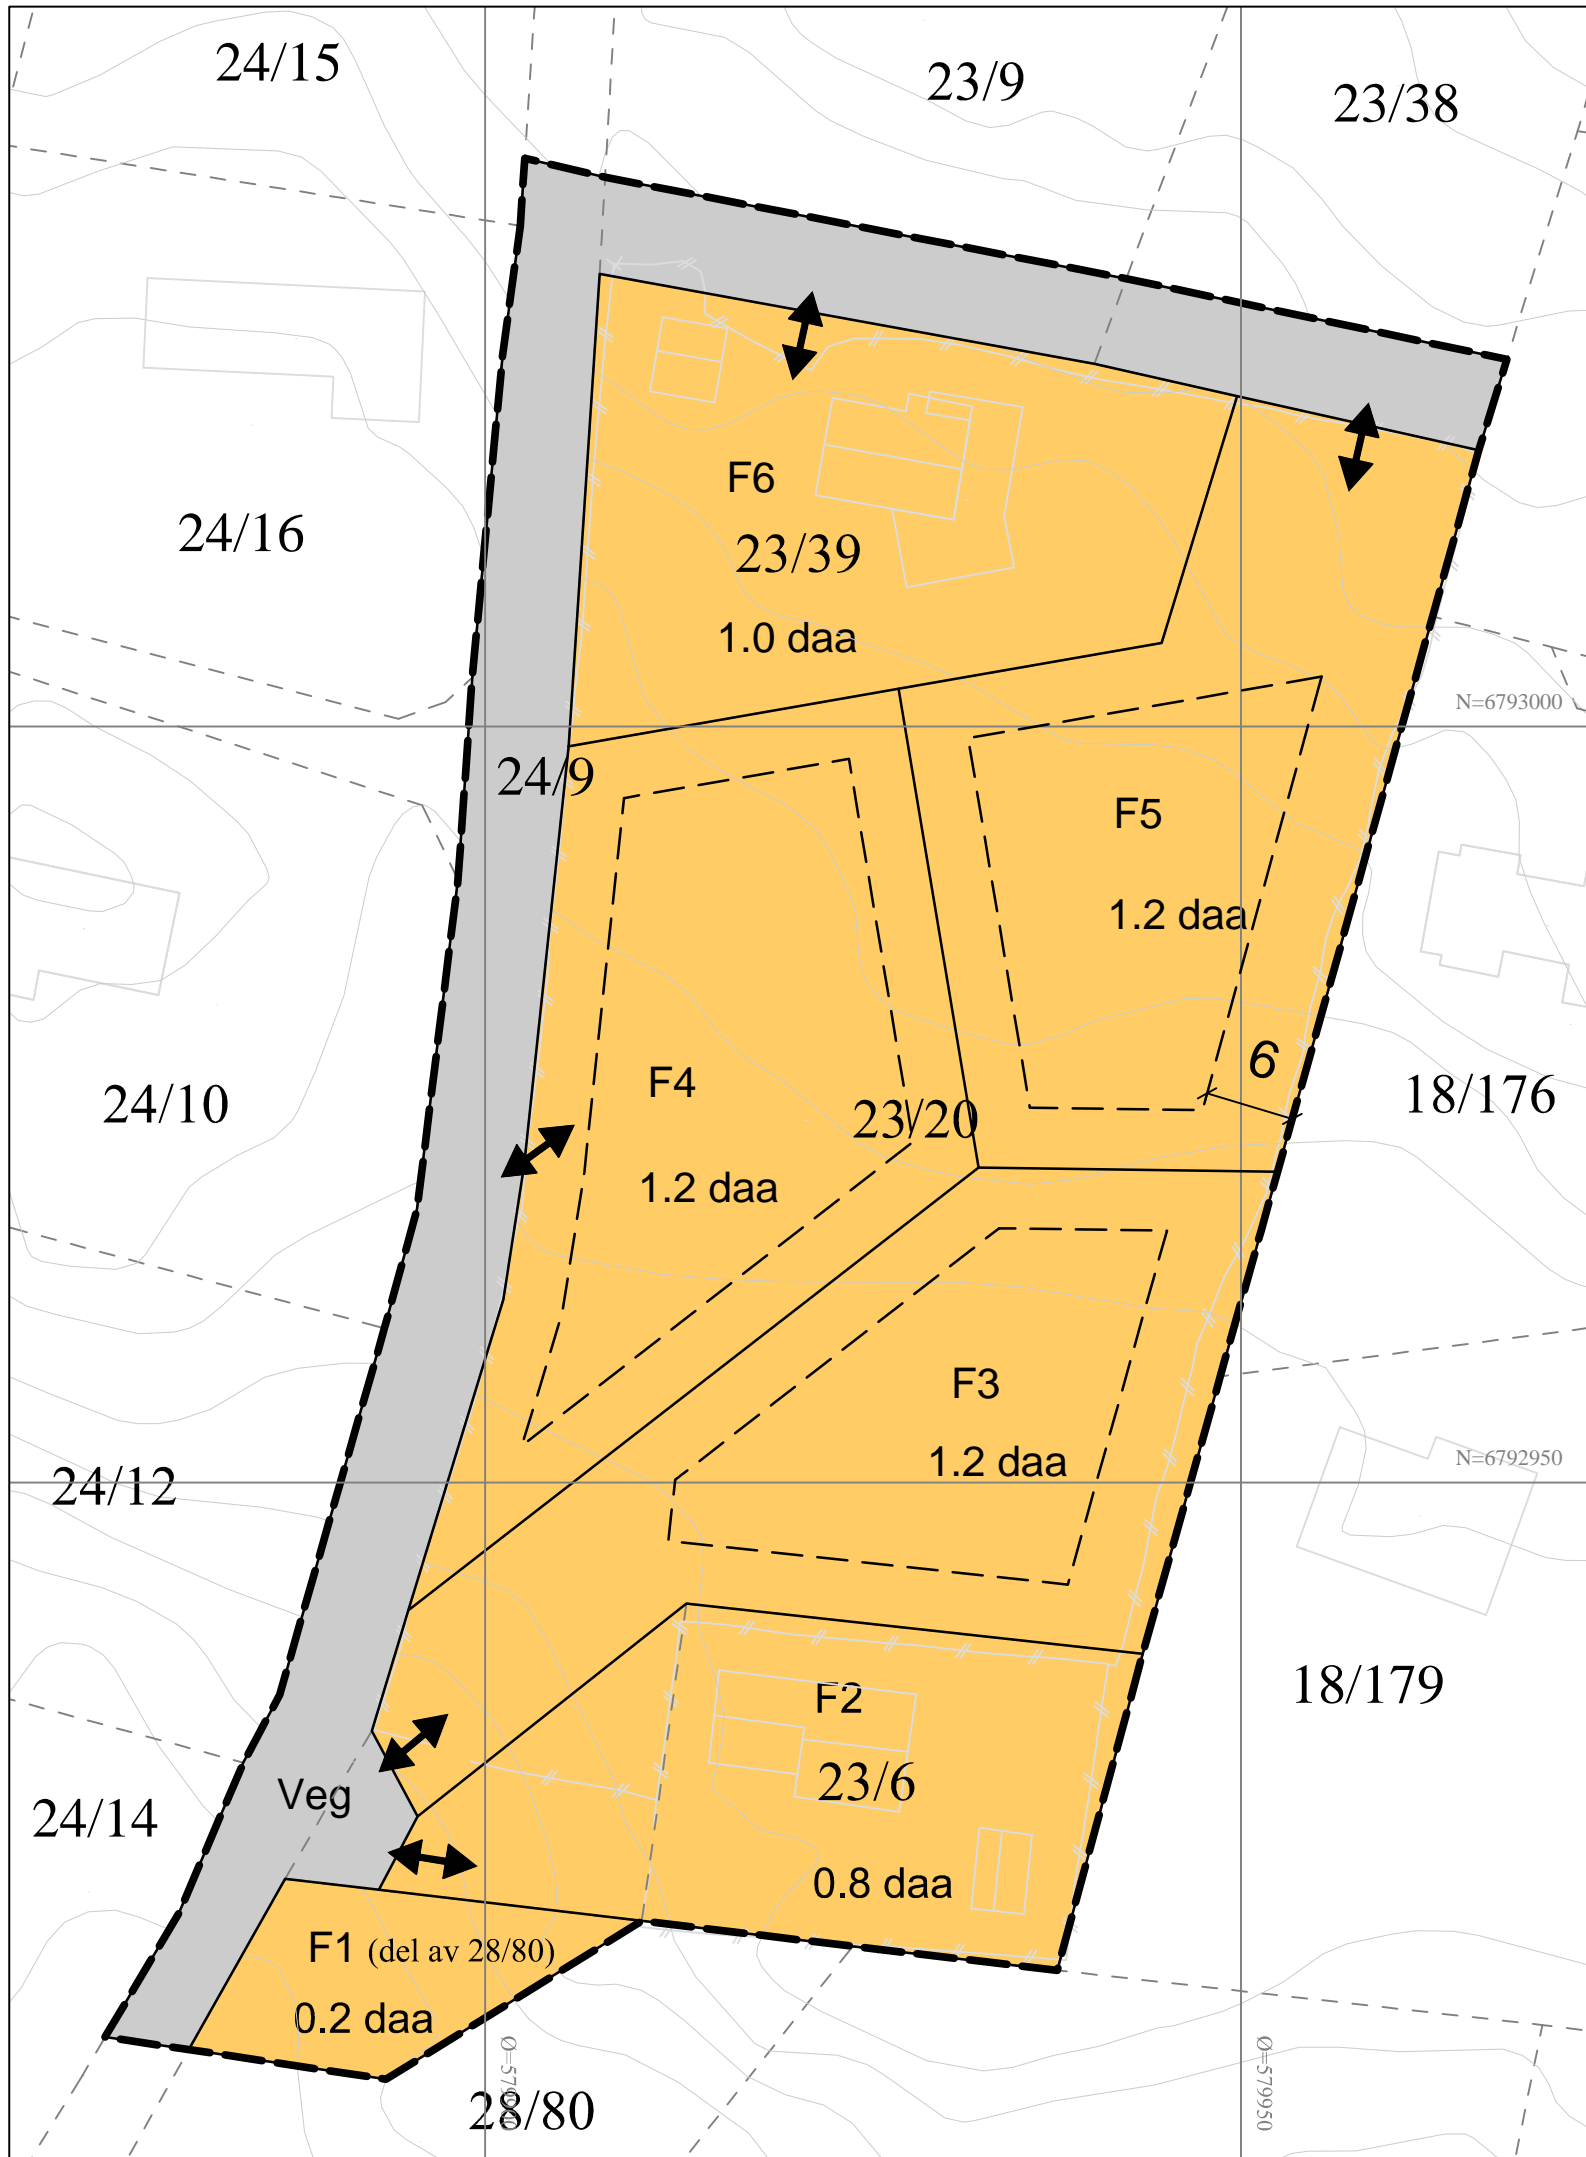 24/15
23/9
23/38
F6
24/16
23/39
1.0 daa
N=6793000
24/9
F5
1.2 daa
6
F4
24/10
23/20
18/176
1.2 daa
F3
1.2 daa
N=6792950
24/12
F2
18/179
23/6
Veg
24/14
0.8 daa
F1 (del av 28/80)
0.2 daa
Ø=579900
Ø=579950
28/80